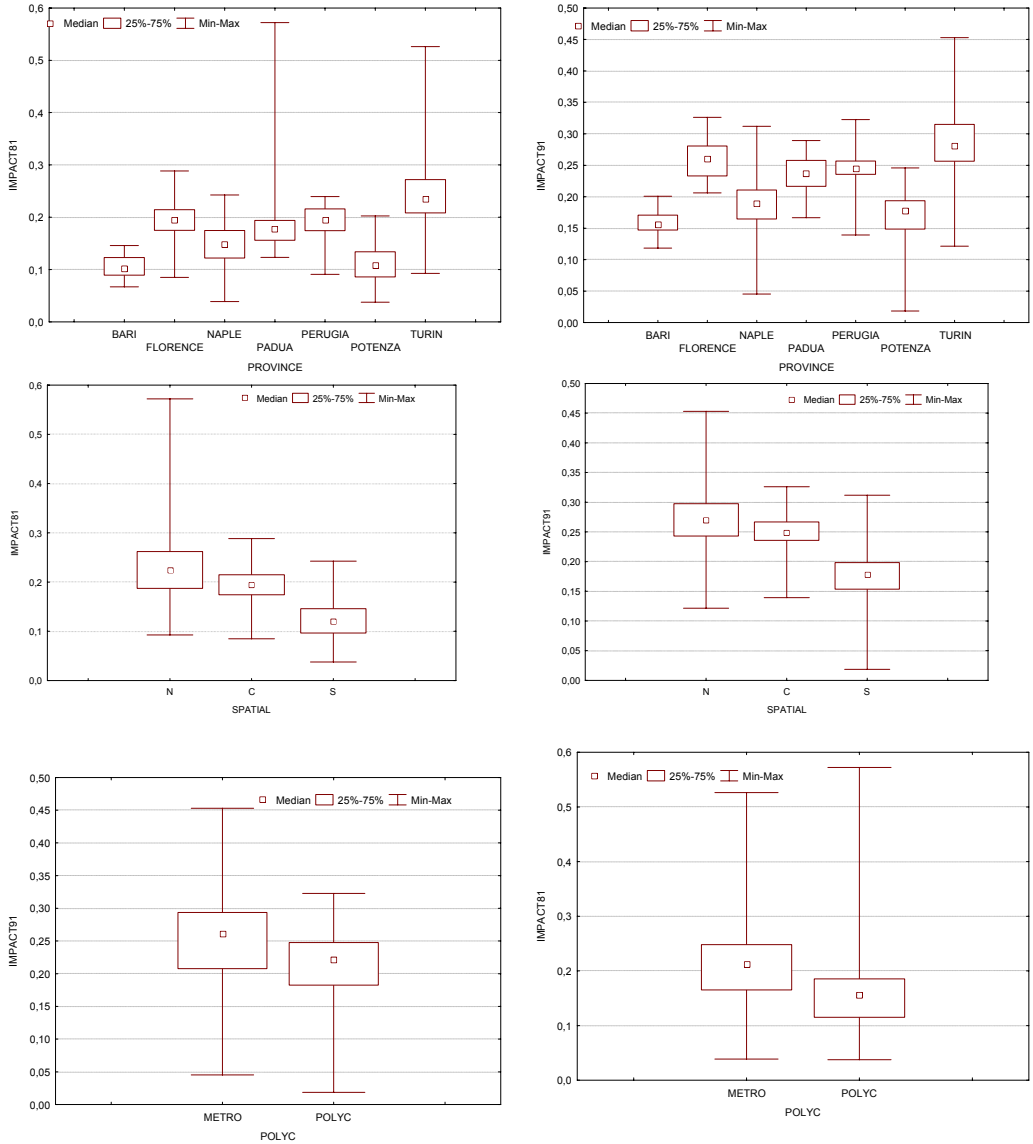 0,6
Median 25%-75% Min-Max
0,5
0,4
0,3
0,2
0,1
0,0
IMPACT81
BARI NAPLE PERUGIA TURIN
FLORENCE PADUA POTENZA
PROVINCE
0,50
Median 25%-75% Min-Max
0,45
0,40
0,35
0,30
0,25
0,20
0,15
0,10
0,05
0,00
IMPACT91
BARI NAPLE PERUGIA TURIN
FLORENCE PADUA POTENZA
PROVINCE
0,6
Median 25%-75% Min-Max
0,5
0,4
0,3
0,2
0,1
0,0
IMPACT81
N C S
SPATIAL
0,50
Median 25%-75% Min-Max
0,45
0,40
0,35
0,30
0,25
0,20
0,15
0,10
0,05
0,00
IMPACT91
N C S
SPATIAL
0,50
Median 25%-75% Min-Max
0,45
0,40
0,35
0,30
0,25
0,20
0,15
0,10
0,05
0,00
IMPACT91
METRO POLYC
POLYC
0,6
Median 25%-75% Min-Max
0,5
0,4
0,3
0,2
0,1
0,0
IMPACT81
METRO POLYC
POLYC